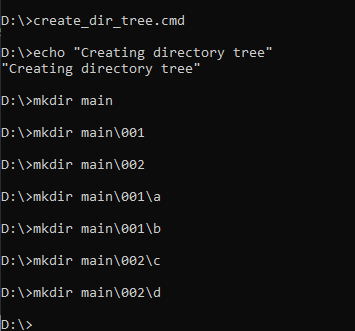 D:\>create_dir_tree.cmd
D:\>echo "Creating directory tree"
"Creating directory tree"
D:\>mkdir main
D:\>mkdir main\001
D:\>mkdir main\002
D:\>mkdir main\001\a
D:\>mkdir main\001\b
D:\>mkdir main\002\c
D:\>mkdir main\002\d
D:\>